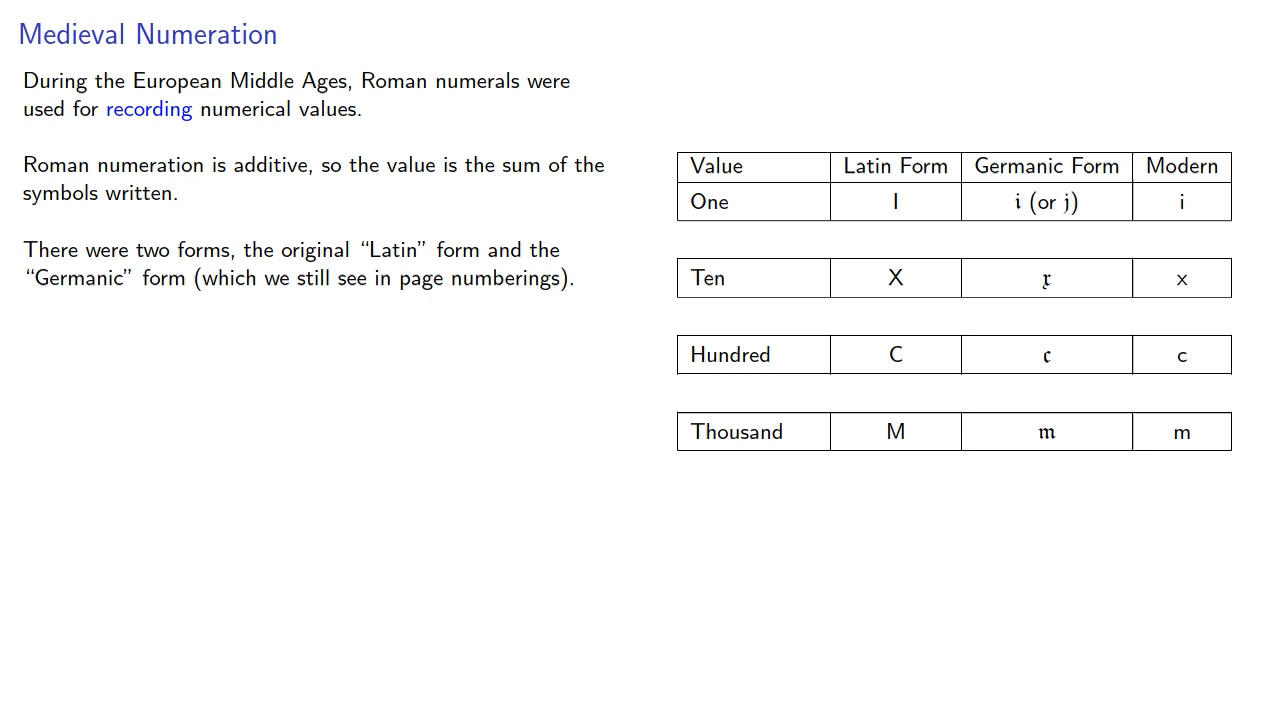 Medieval Numeration
During the European Middle Ages, Roman numerals were
used for recording numerical values.
Roman numeration is additive, so the value is the sum of the
symbols written.
There were two forms, the original “Latin” form and the
“Germanic” form (which we still see in page numberings).
Value Latin Form Germanic Form Modern
One I 𝔦 (or 𝔧) i
Ten X 𝔵 x
Hundred C 𝔠 c
Thousand M 𝔪 m